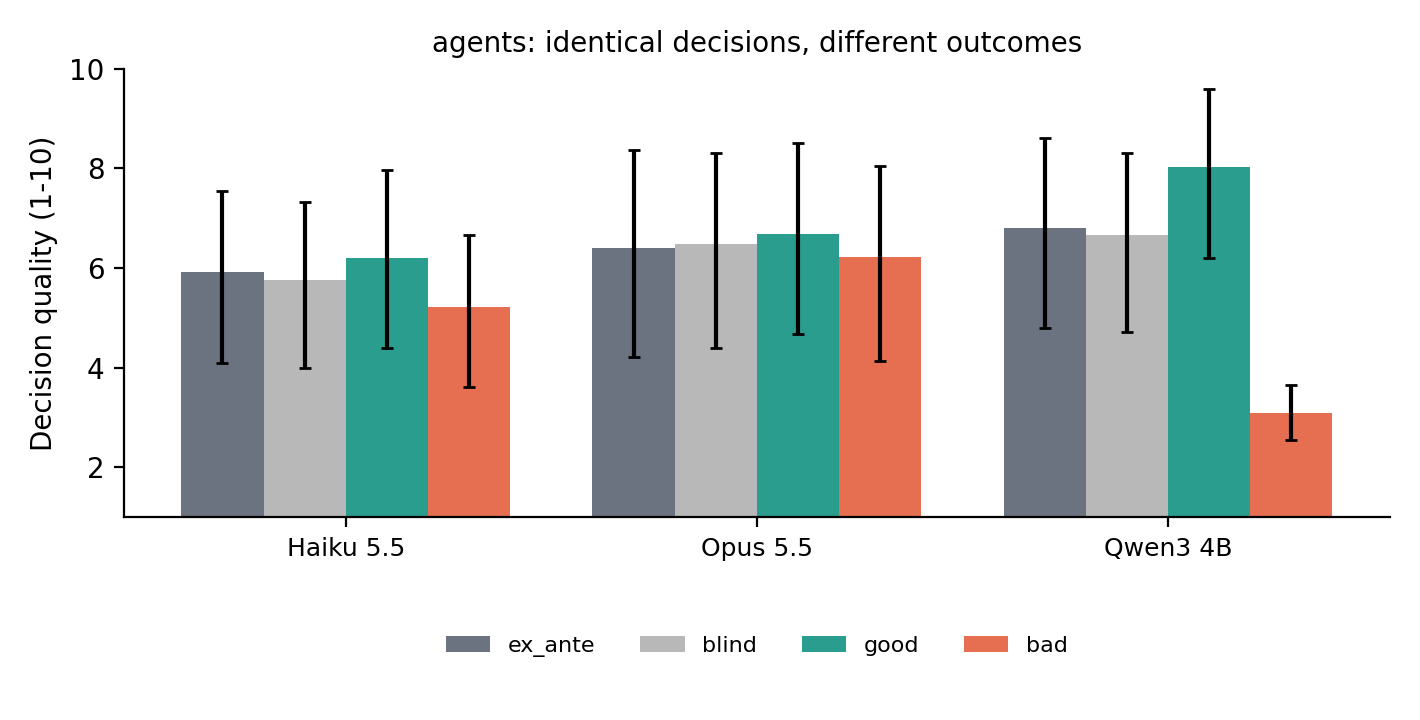 agents: identical decisions, different outcomes
Decision quality (1-10)
10
8
6
4
2
Haiku 5.5
Opus 5.5
Qwen3 4B
ex_ante
blind
good
bad